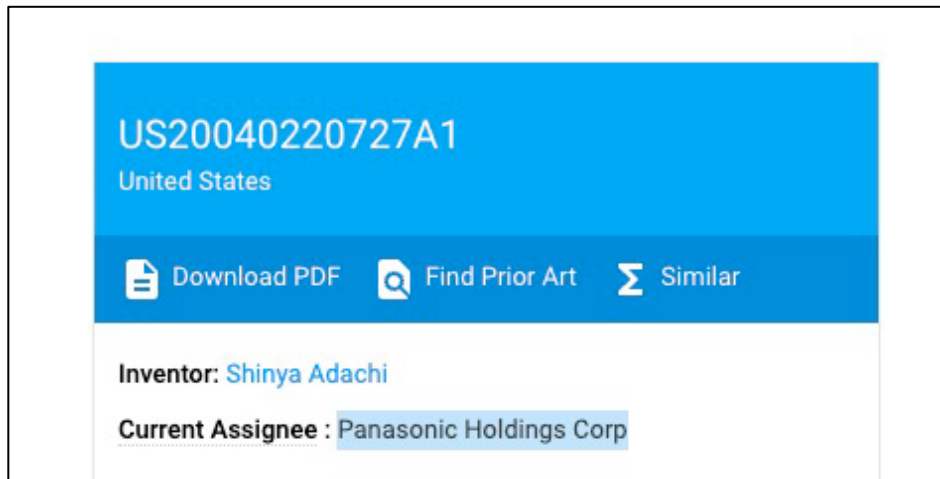 US20040220727A1
United States
Download PDF Find Prior Art Similar
Inventor: Shinya Adachi
Current Assignee : Panasonic Holdings Corp